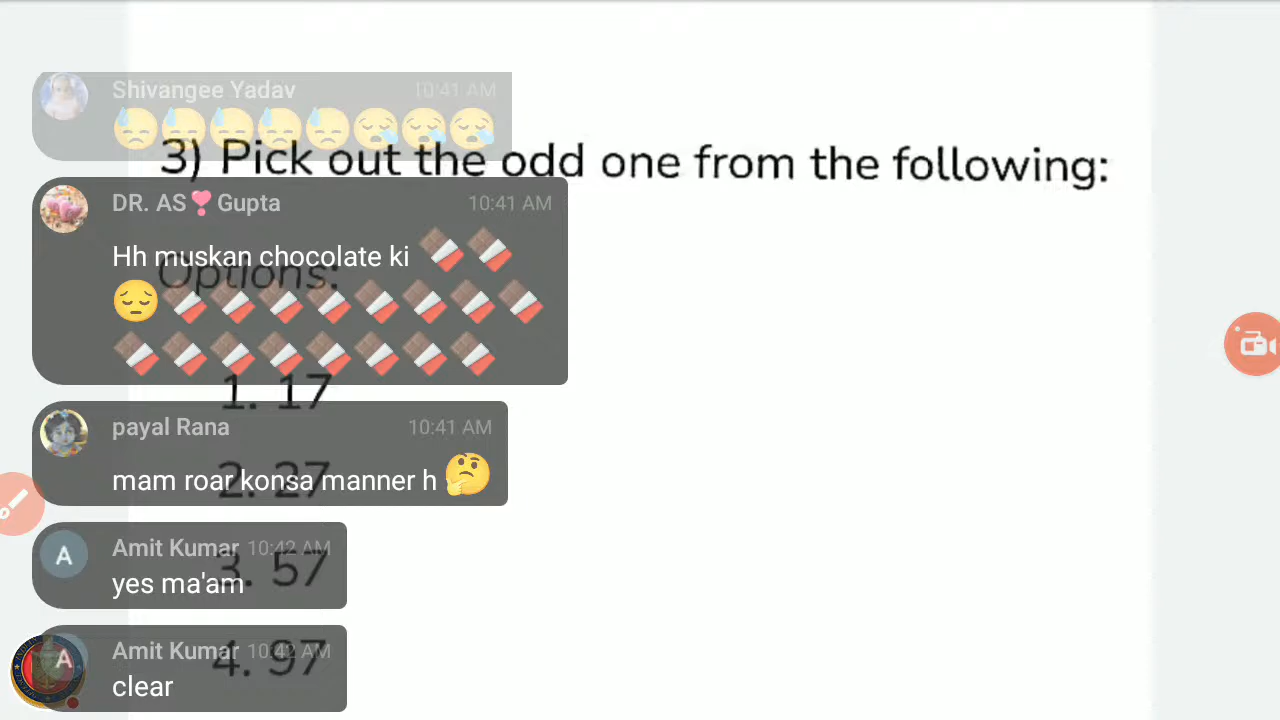 Shivangee Yadav 10:41 AM
😓😓😓😓😓😪😪😪
3) Pick out the odd one from the following:
DR. AS❣Gupta 10:41 AM
Hh muskan chocolate ki 🍫🍫
😔🍫🍫🍫🍫🍫🍫🍫🍫
🍫🍫🍫🍫🍫🍫🍫🍫
Options:
1. 17
payal Rana 10:41 AM
mam roar konsa manner h 🤔
2. 27
Amit Kumar 10:42 AM
yes ma'am
3. 57
A
Amit Kumar 10:42 AM
clear
4. 97
A